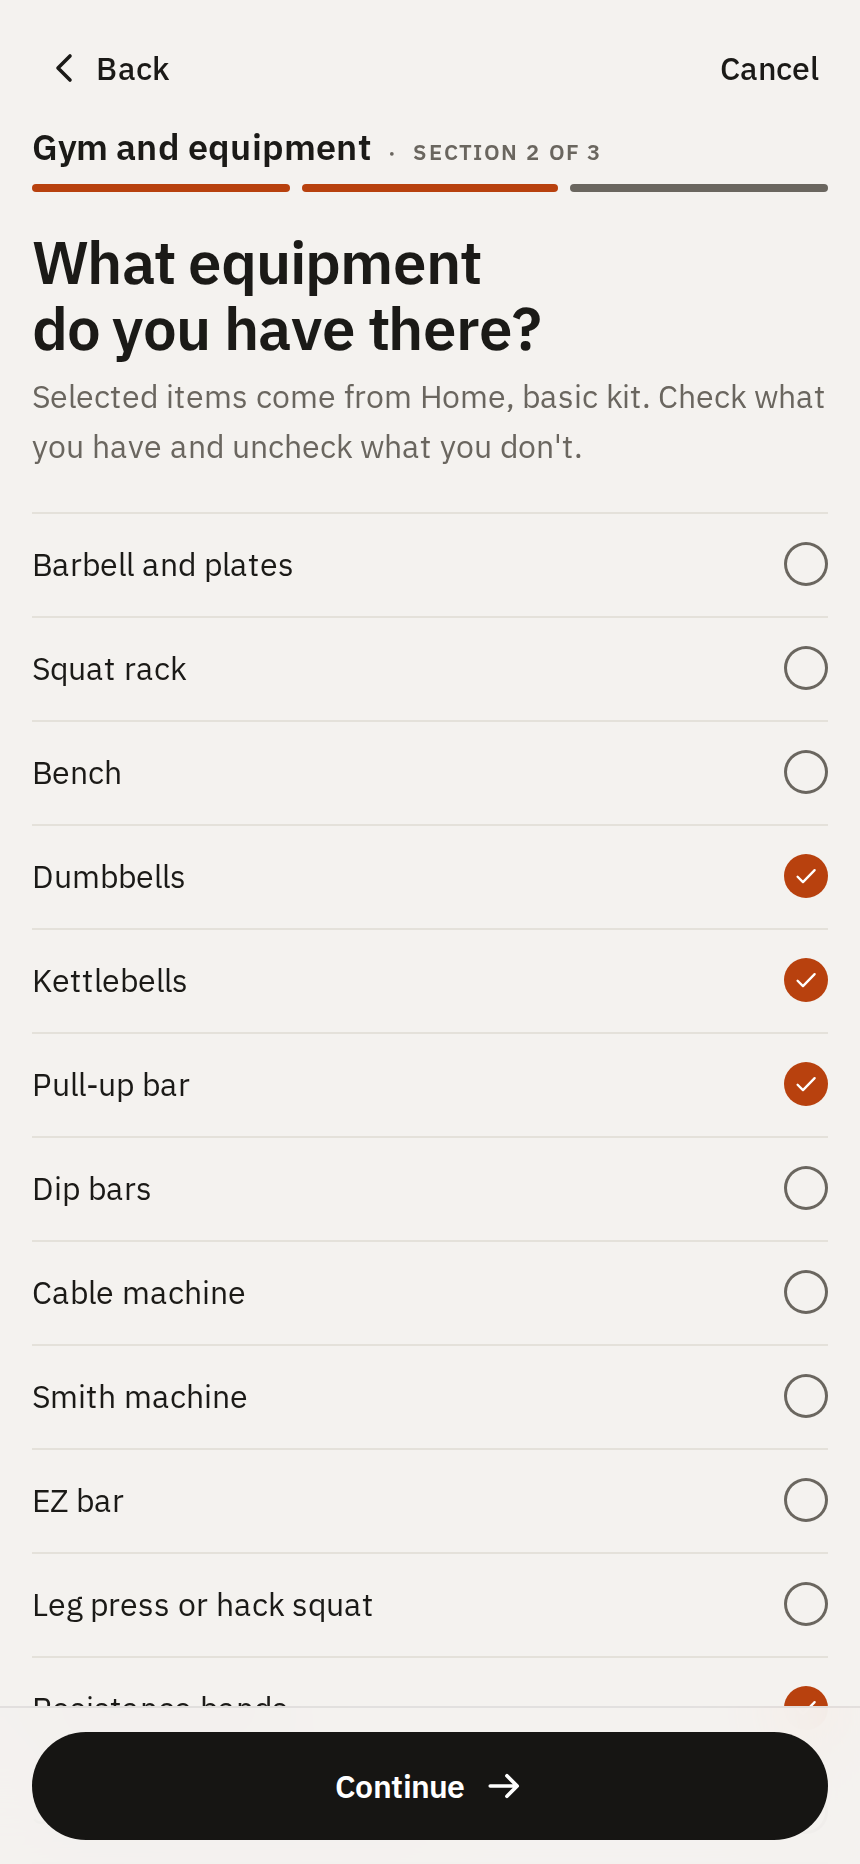 Back
Cancel
Gym and equipment · SECTION 2 OF 3
What equipment
do you have there?
Selected items come from Home, basic kit. Check what
you have and uncheck what you don't.
Barbell and plates
Squat rack
Bench
Dumbbells
Kettlebells
Pull-up bar
Dip bars
Cable machine
Smith machine
EZ bar
Leg press or hack squat
Resistance bands
Continue